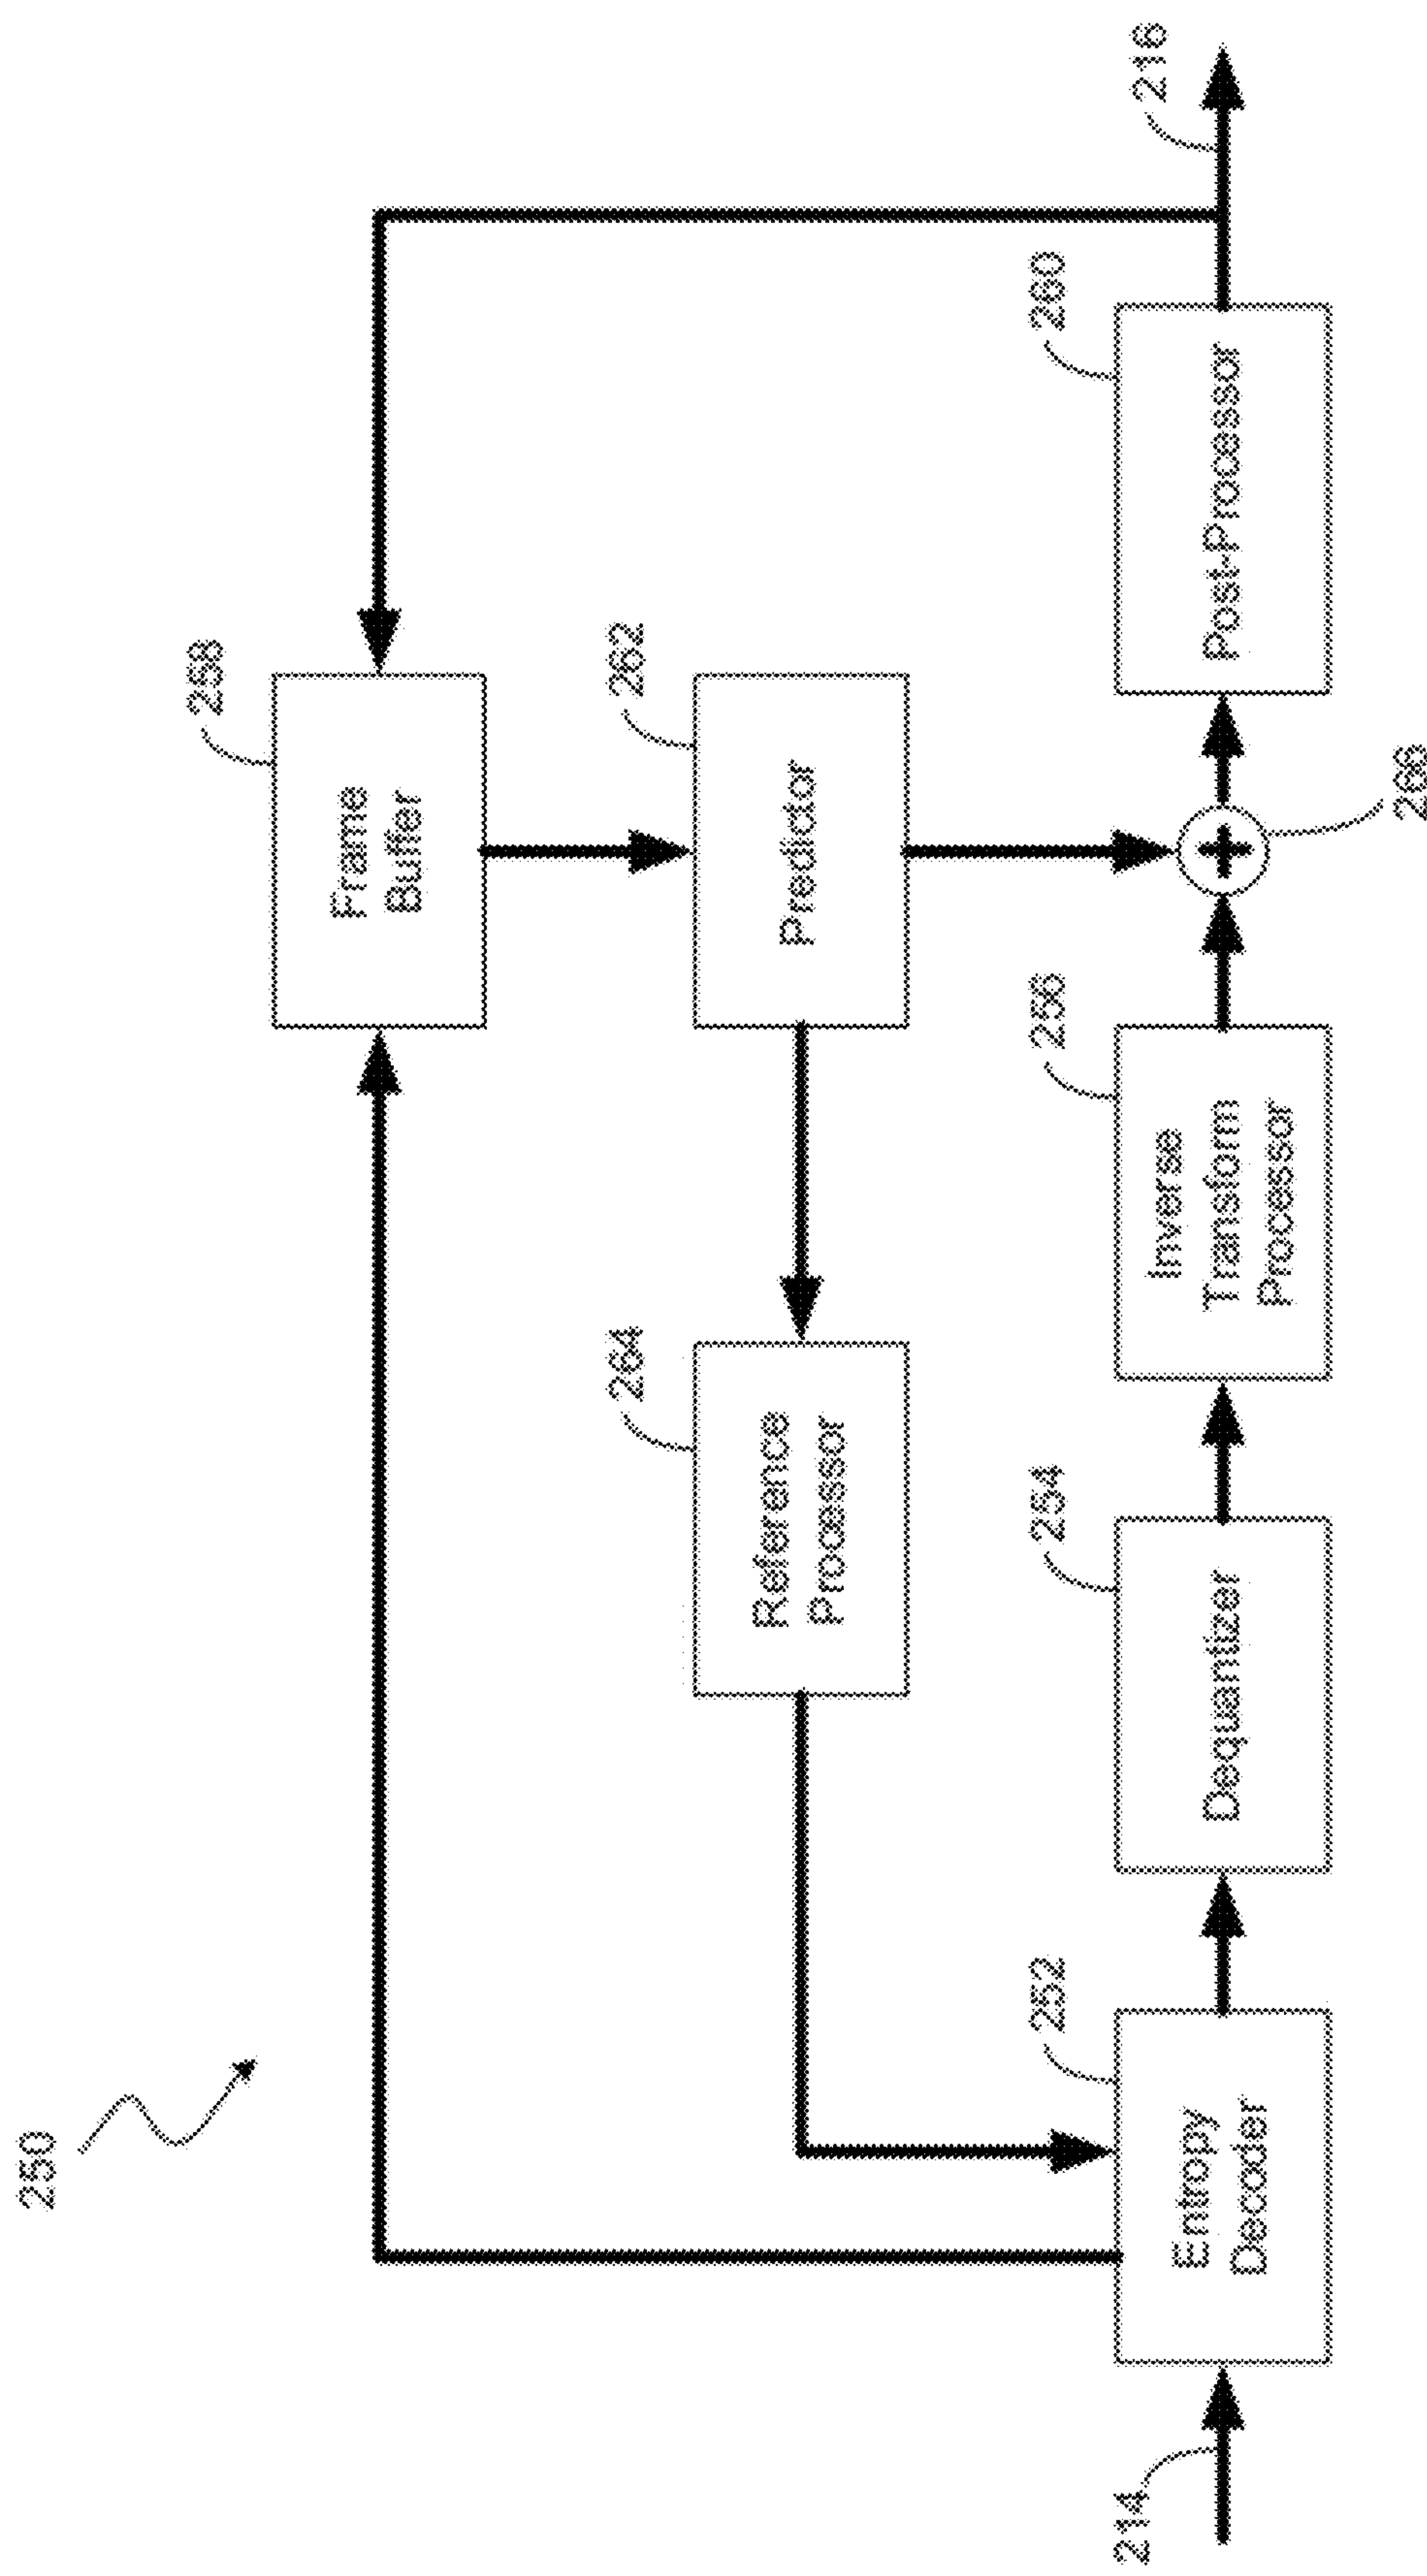 250
258
Frame
Buffer
264
262
Reference
Processor
Predictor
252
254
256
260
216
214
Entropy
Decoder
Dequantizer
Inverse
Transform
Processor
Post-Processor
266